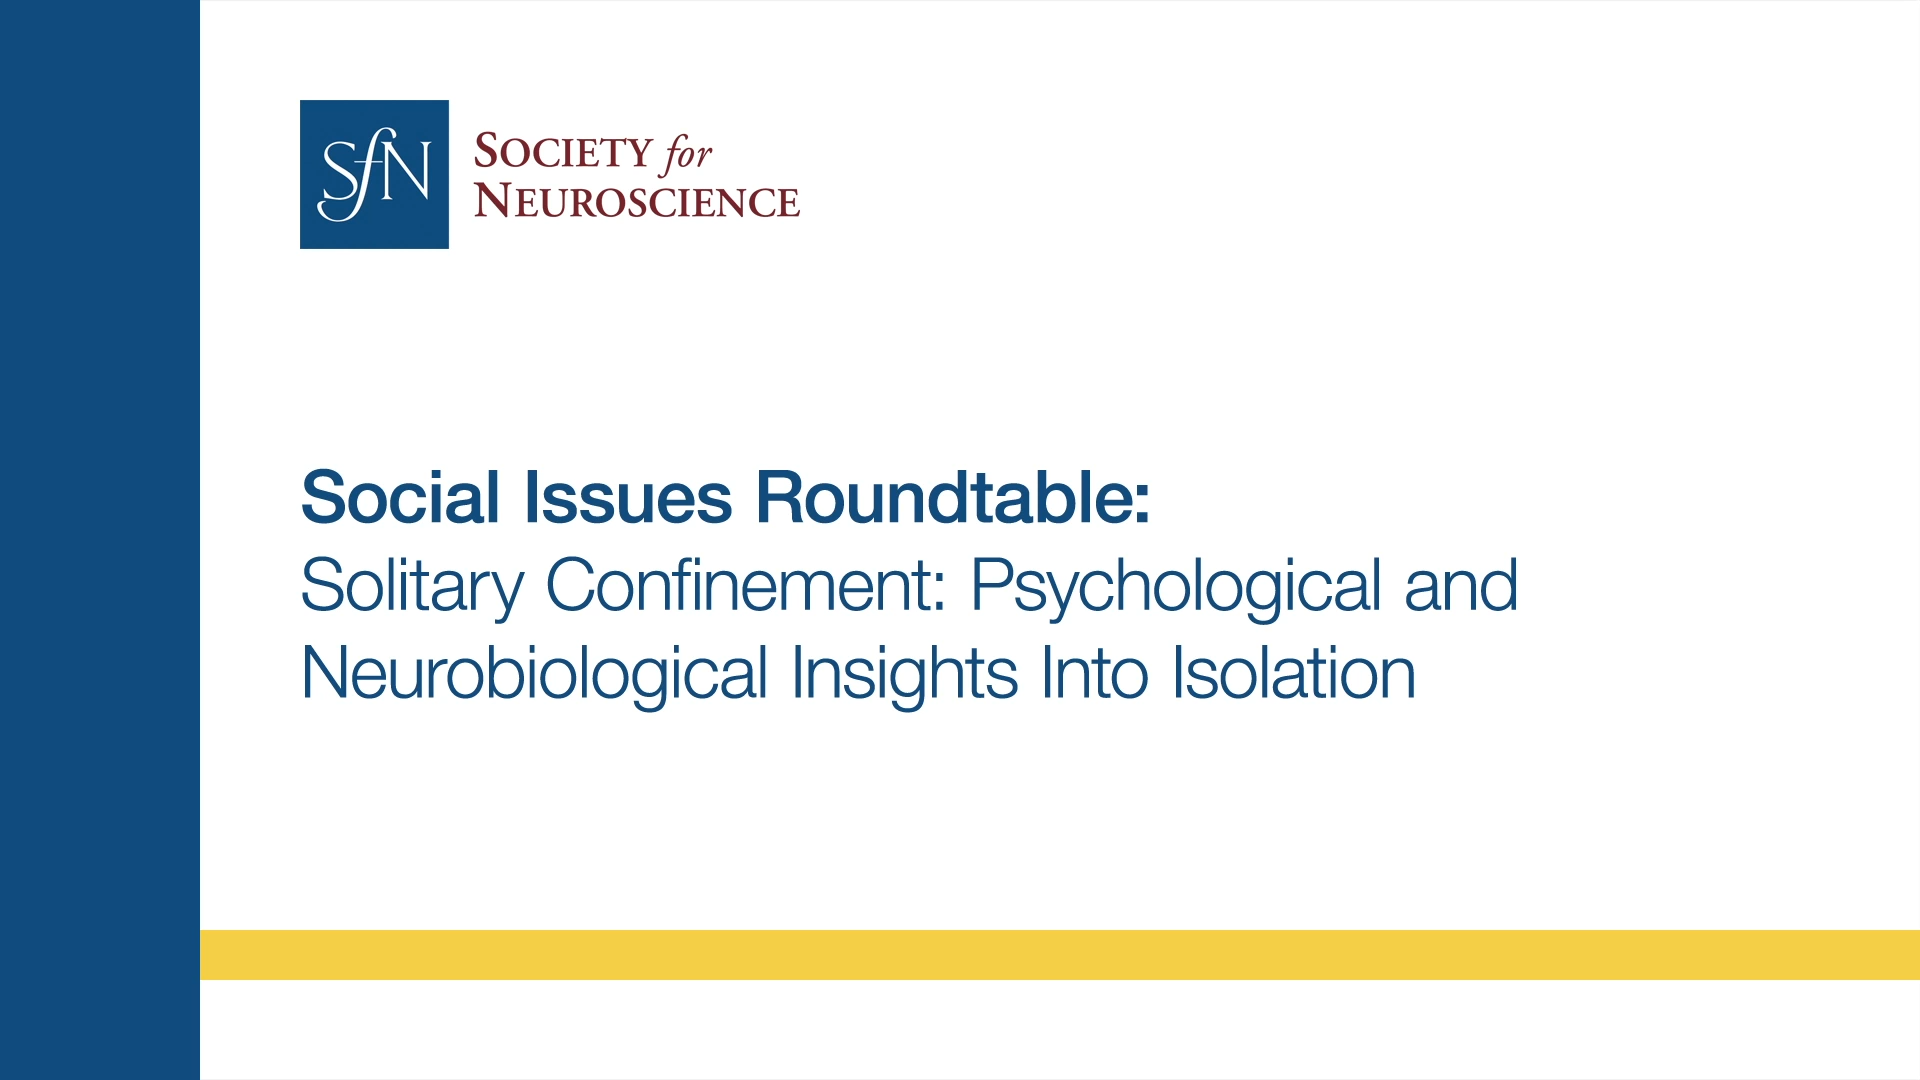 SfN
SOCIETY for
NEUROSCIENCE
Social Issues Roundtable:
Solitary Confinement: Psychological and
Neurobiological Insights Into Isolation